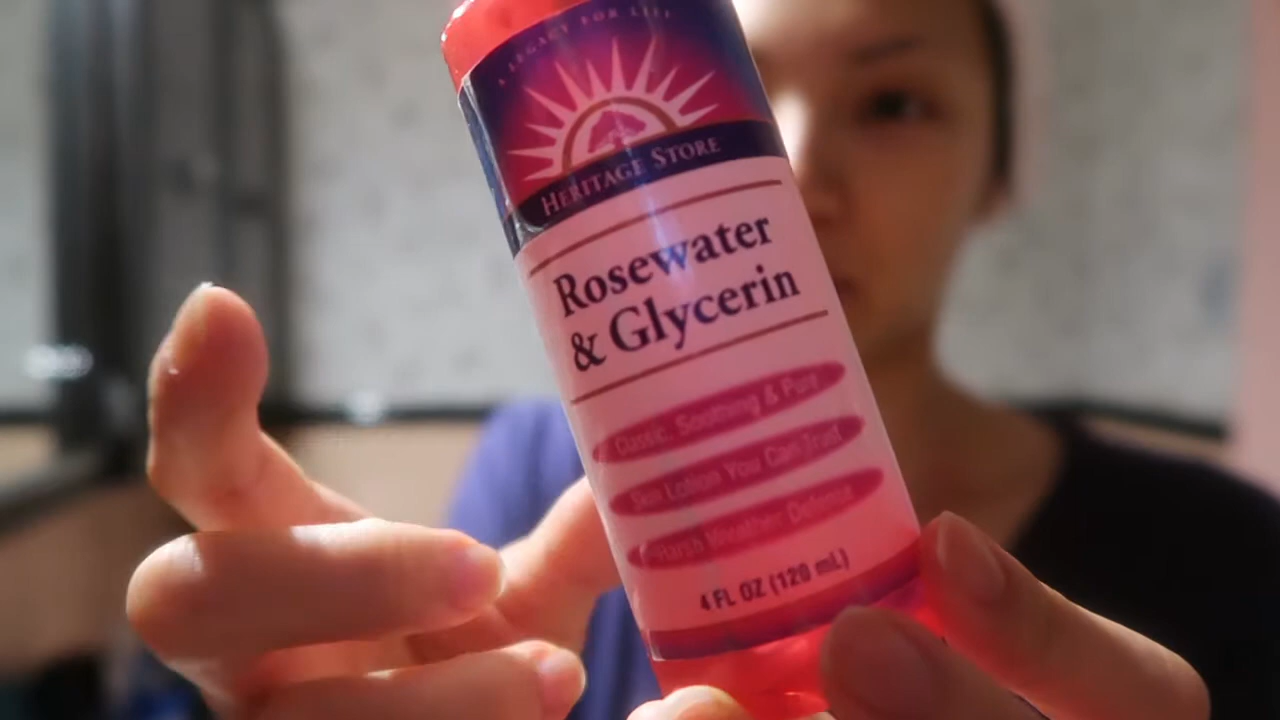 A LEGACY FOR LIFE
HERITAGE STORE
Rosewater
& Glycerin
Classic, Soothing & Pure
Skin Lotion You Can Trust
Harsh Weather Defense
4 FL OZ (120 mL)